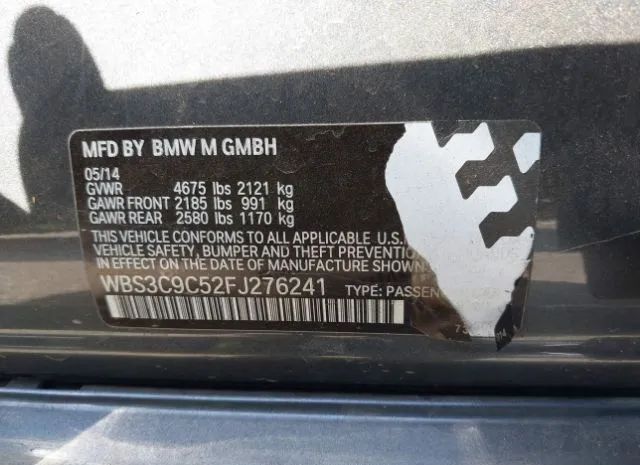 MFD BY BMW M GMBH
05/14
GVWR 4675 lbs 2121 kg
GAWR FRONT 2185 lbs 991 kg
GAWR REAR 2580 lbs 1170 kg
THIS VEHICLE CONFORMS TO ALL APPLICABLE U.S.
VEHICLE SAFETY, BUMPER AND THEFT PREVENTION
IN EFFECT ON THE DATE OF MANUFACTURE SHOWN
WBS3C9C52FJ276241 TYPE: PASSEN